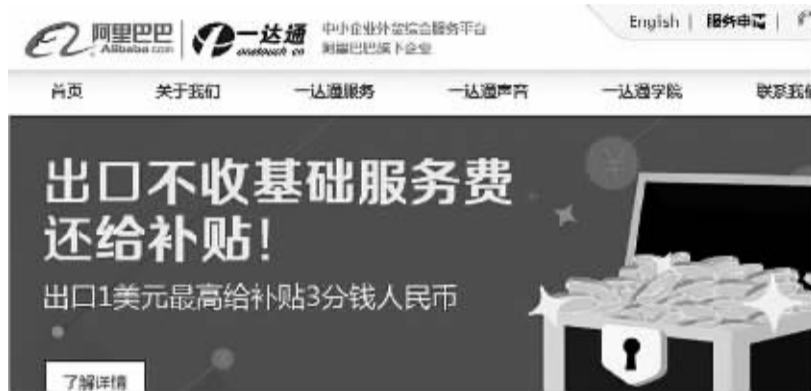 阿里巴巴
Alibaba.com
一达通
onetouch.cn
中小企业外贸综合服务平台
阿里巴巴旗下企业
English | 服务申请 |
首页 关于我们 一达通服务 一达通声音 一达通学院 联系我们
出口不收基础服务费
还给补贴!
出口1美元最高给补贴3分钱人民币
了解详情